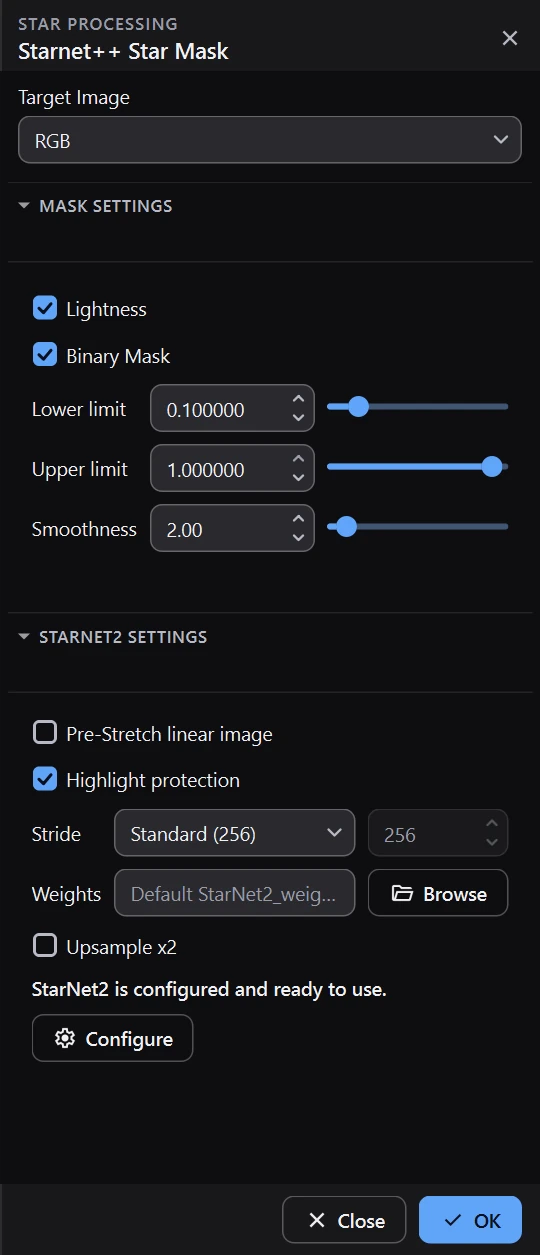 STAR PROCESSING
Starnet++ Star Mask
Target Image
RGB
MASK SETTINGS
Lightness
Binary Mask
Lower limit 0.100000
Upper limit 1.000000
Smoothness 2.00
STARNET2 SETTINGS
Pre-Stretch linear image
Highlight protection
Stride Standard (256) 256
Weights Default StarNet2_weig... Browse
Upsample x2
StarNet2 is configured and ready to use.
Configure
Close OK